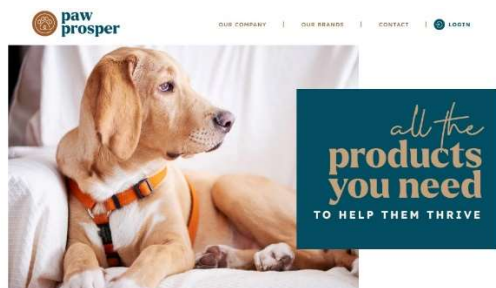 paw
prosper
OUR COMPANY | OUR BRANDS | CONTACT | LOGIN
all the
products
you need
TO HELP THEM THRIVE